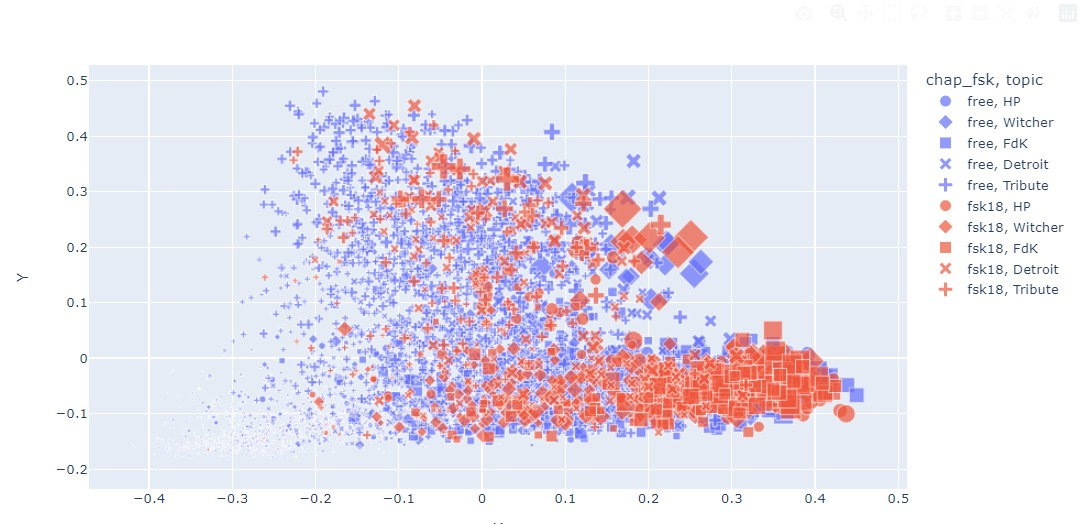 chap_fsk, topic
free, HP
free, Witcher
free, FdK
free, Detroit
free, Tribute
fsk18, HP
fsk18, Witcher
fsk18, FdK
fsk18, Detroit
fsk18, Tribute
Y
0.5
0.4
0.3
0.2
0.1
0
−0.1
−0.2
−0.4 −0.3 −0.2 −0.1 0 0.1 0.2 0.3 0.4 0.5